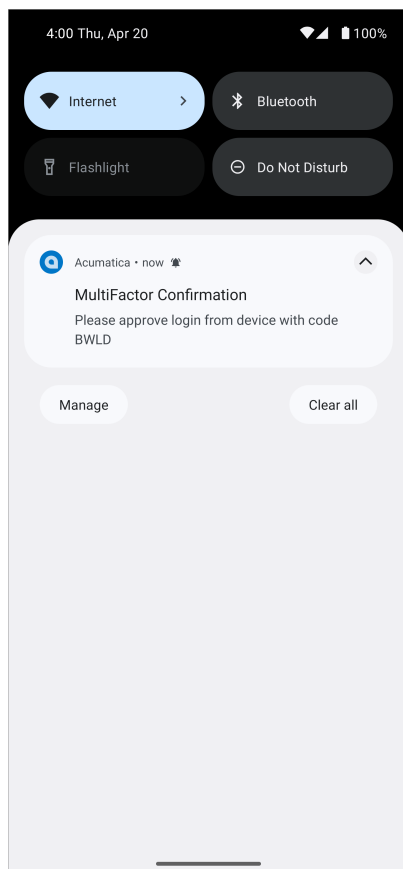 4:00 Thu, Apr 20
100%
Internet
Bluetooth
Flashlight
Do Not Disturb
Acumatica • now
MultiFactor Confirmation
Please approve login from device with code
BWLD
Manage
Clear all